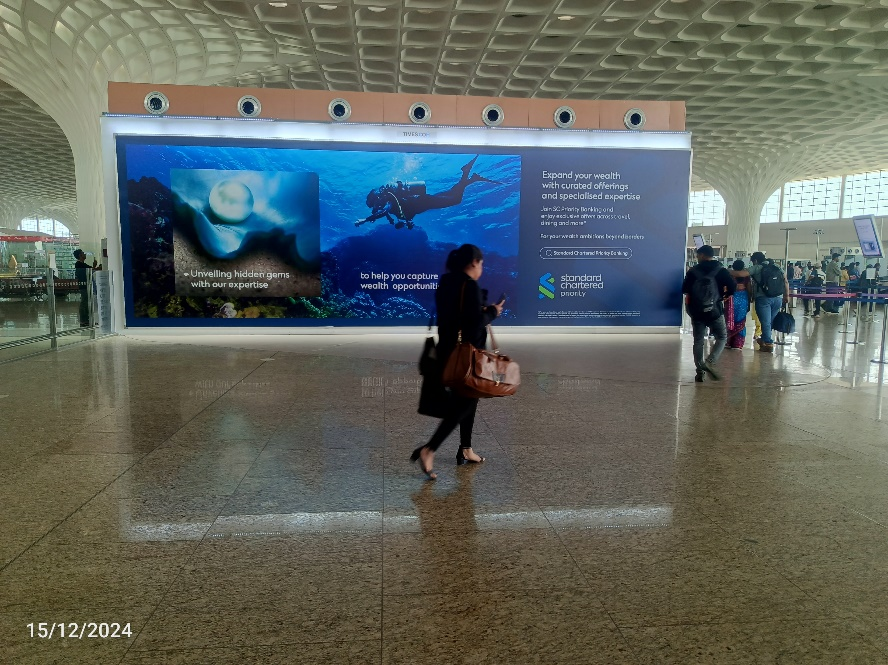 TIMES OOH
• Unveiling hidden gems
with our expertise
to help you capture
wealth opportuniti
Expand your wealth
with curated offerings
and specialised expertise
Join SC Priority Banking and
enjoy exclusive offers across travel,
dining and more*
For your wealth ambitions beyond borders
Standard Chartered Priority Banking
standard
chartered
priority
15/12/2024